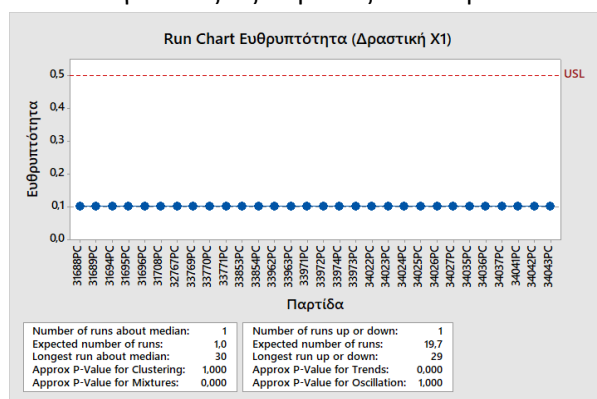 Run Chart Ευθρυπτότητα (Δραστική X1)
0,5
USL
0,4
0,3
0,2
0,1
0,0
Ευθρυπτότητα
31688PC 31689PC 31694PC 31695PC 31696PC 31708PC 32767PC 33769PC 33770PC 33771PC 33853PC 33854PC 33962PC 33963PC 33971PC 33972PC 33974PC 33973PC 34022PC 34023PC 34024PC 34025PC 34026PC 34027PC 34035PC 34036PC 34037PC 34041PC 34042PC 34043PC
Παρτίδα
Number of runs about median: 1
Expected number of runs: 1,0
Longest run about median: 30
Approx P-Value for Clustering: 1,000
Approx P-Value for Mixtures: 0,000
Number of runs up or down: 1
Expected number of runs: 19,7
Longest run up or down: 29
Approx P-Value for Trends: 0,000
Approx P-Value for Oscillation: 1,000